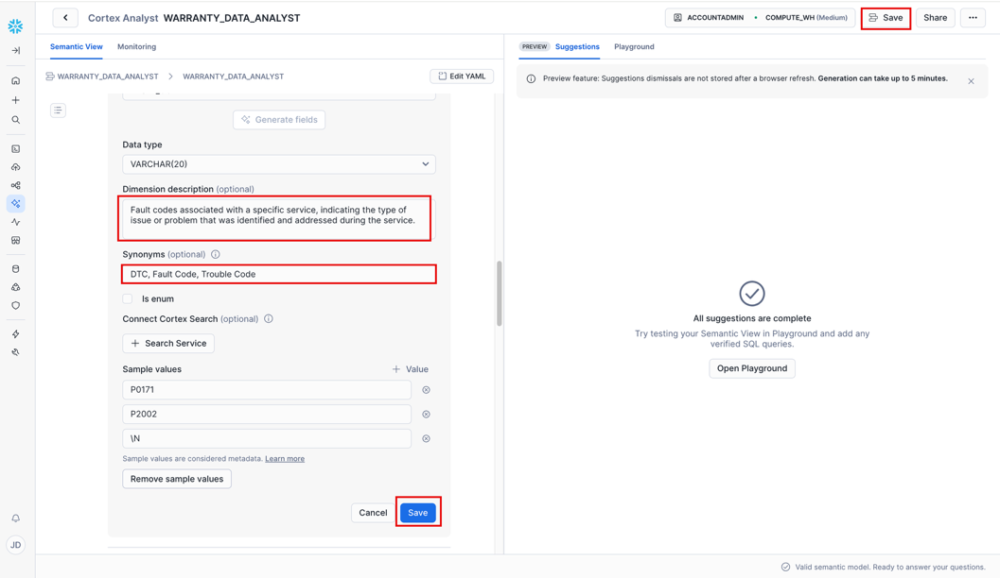 Cortex Analyst WARRANTY_DATA_ANALYST
ACCOUNTADMIN • COMPUTE_WH (Medium)
Save
Share
Semantic View
Monitoring
PREVIEW Suggestions
Playground
WARRANTY_DATA_ANALYST > WARRANTY_DATA_ANALYST
Edit YAML
Preview feature: Suggestions dismissals are not stored after a browser refresh. Generation can take up to 5 minutes.
Generate fields
Data type
VARCHAR(20)
Dimension description (optional)
Fault codes associated with a specific service, indicating the type of
issue or problem that was identified and addressed during the service.
Synonyms (optional)
DTC, Fault Code, Trouble Code
Is enum
Connect Cortex Search (optional)
+ Search Service
Sample values
+ Value
P0171
P2002
\N
Sample values are considered metadata. Learn more
Remove sample values
Cancel
Save
All suggestions are complete
Try testing your Semantic View in Playground and add any
verified SQL queries.
Open Playground
JD
Valid semantic model. Ready to answer your questions.